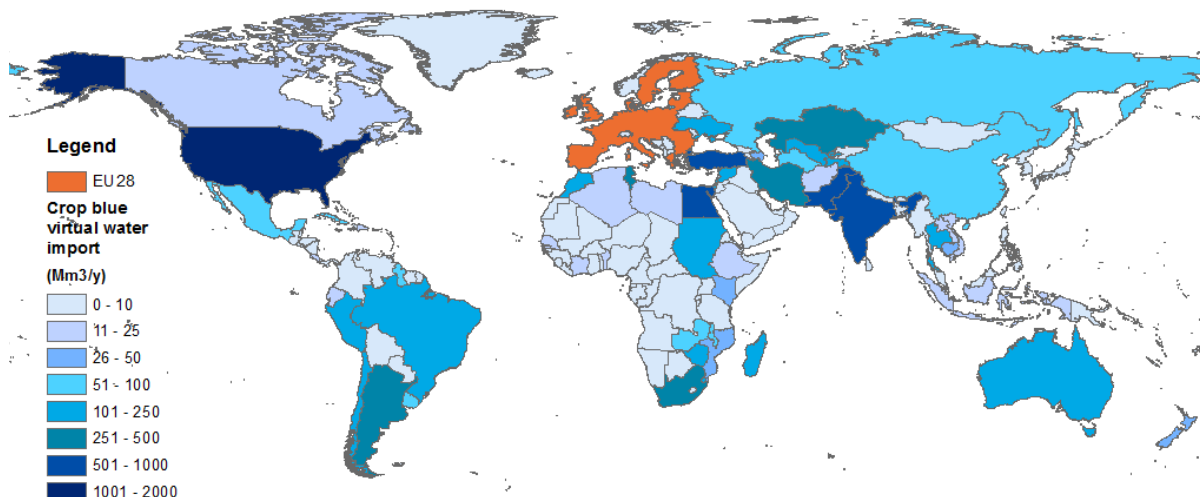 Legend
EU28
Crop blue
virtual water
import
(Mm3/y)
0 - 10
11 - 25
26 - 50
51 - 100
101 - 250
251 - 500
501 - 1000
1001 - 2000